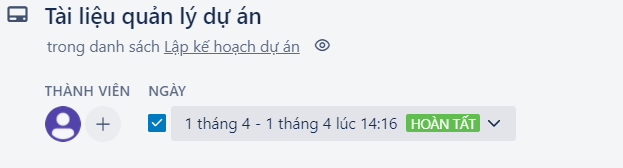 Tài liệu quản lý dự án
trong danh sách Lập kế hoạch dự án
THÀNH VIÊN NGÀY
1 tháng 4 - 1 tháng 4 lúc 14:16 HOÀN TẤT